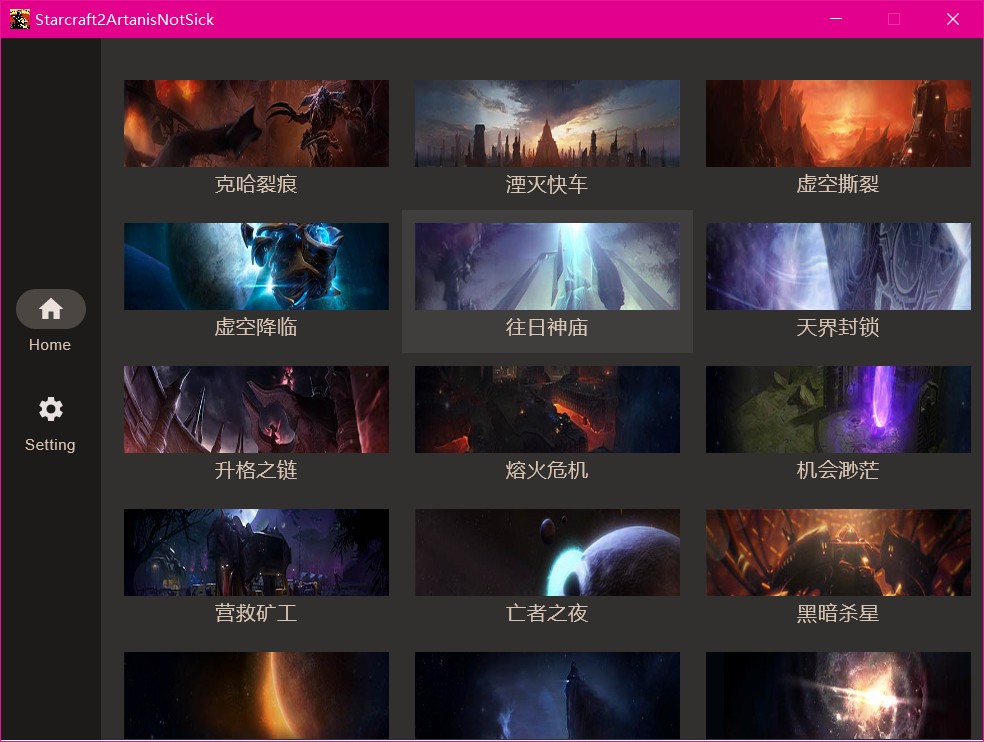 Starcraft2ArtanisNotSick
克哈裂痕
湮灭快车
虚空撕裂
虚空降临
往日神庙
天界封锁
Home
升格之链
熔火危机
机会渺茫
Setting
营救矿工
亡者之夜
黑暗杀星